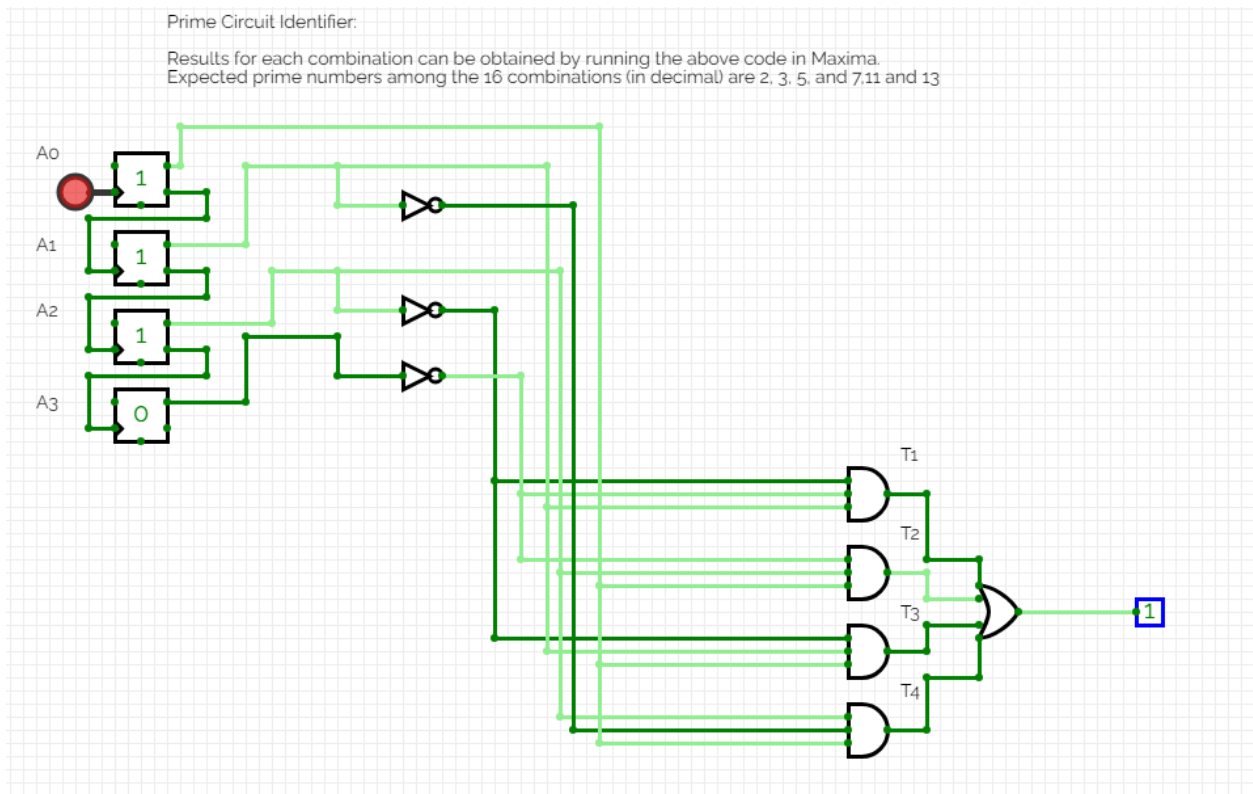 Prime Circuit Identifier:
Results for each combination can be obtained by running the above code in Maxima.
Expected prime numbers among the 16 combinations (in decimal) are 2, 3, 5, and 7,11 and 13
A0
1
A1
1
A2
1
A3
0
T1
T2
T3
1
T4